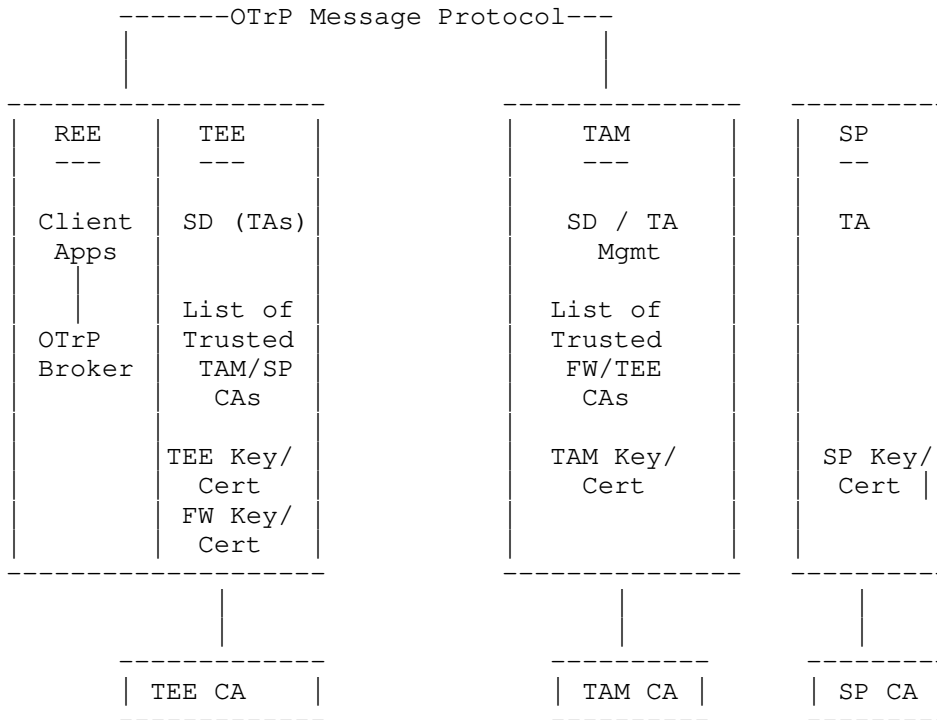 -------OTrP Message Protocol---
REE TEE TAM SP
--- --- --- --
Client SD (TAs) SD / TA TA
Apps Mgmt
List of List of
OTrP Trusted Trusted
Broker TAM/SP FW/TEE
CAs CAs
TEE Key/ TAM Key/ SP Key/
Cert Cert Cert
FW Key/
Cert
TEE CA TAM CA SP CA